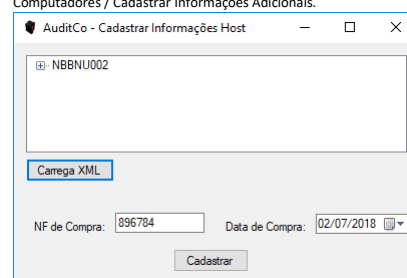 Computadores / Cadastrar Informações Adicionais.
AuditCo - Cadastrar Informações Host
NBBNU002
Carrega XML
NF de Compra: 896784 Data de Compra: 02/07/2018
Cadastrar